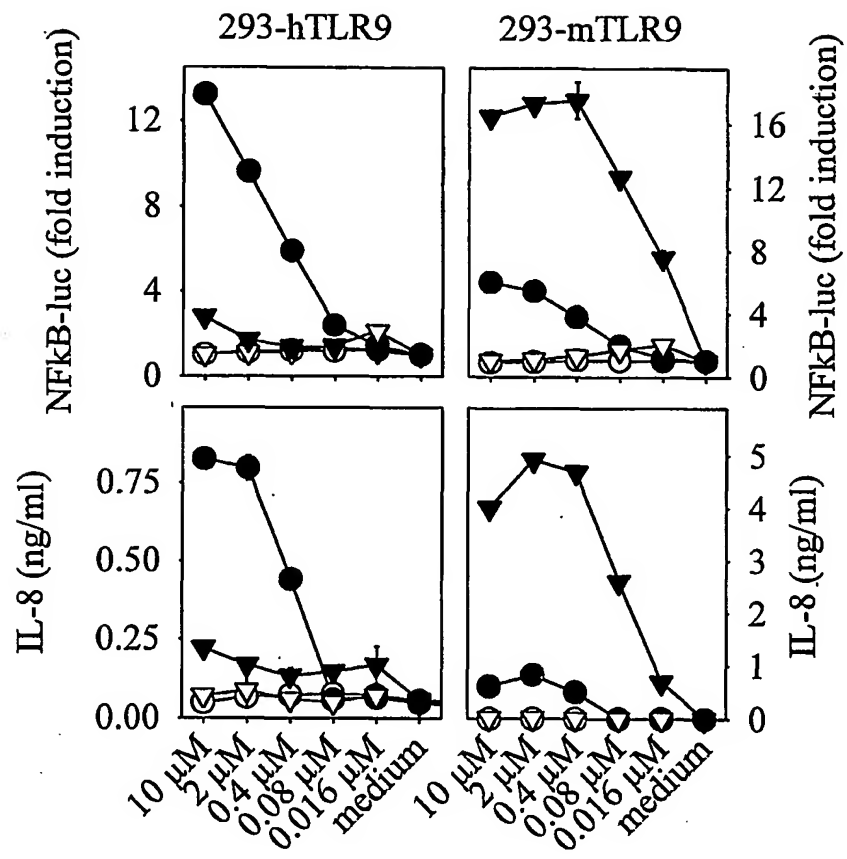 293-hTLR9 293-mTLR9
NFkB-luc (fold induction)
12
8
4
0
16
12
8
4
0
NFkB-luc (fold induction)
IL-8 (ng/ml)
0.75
0.50
0.25
0.00
5
4
3
2
1
0
IL-8 (ng/ml)
10 µM
2 µM
0.4 µM
0.08 µM
0.016 µM
medium
10 µM
2 µM
0.4 µM
0.08 µM
0.016 µM
medium